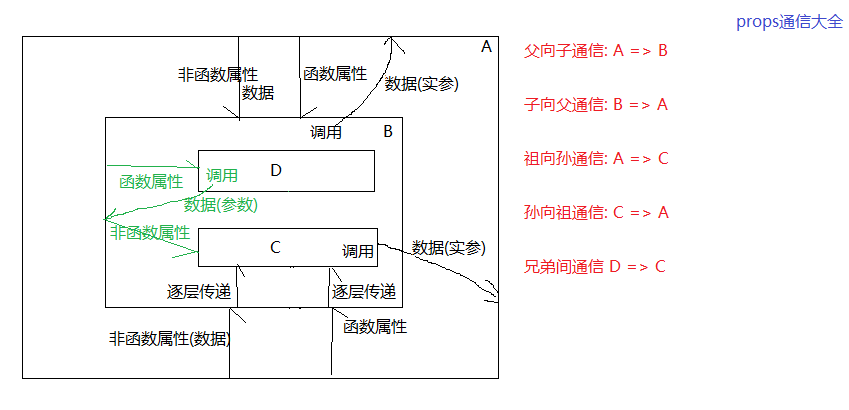 props通信大全
A
非函数属性
数据
函数属性
数据(实参)
调用
B
D
函数属性
调用
数据(参数)
非函数属性
C
调用
数据(实参)
逐层传递
逐层传递
非函数属性(数据)
函数属性
父向子通信: A => B
子向父通信: B => A
祖向孙通信: A => C
孙向祖通信: C => A
兄弟间通信 D => C